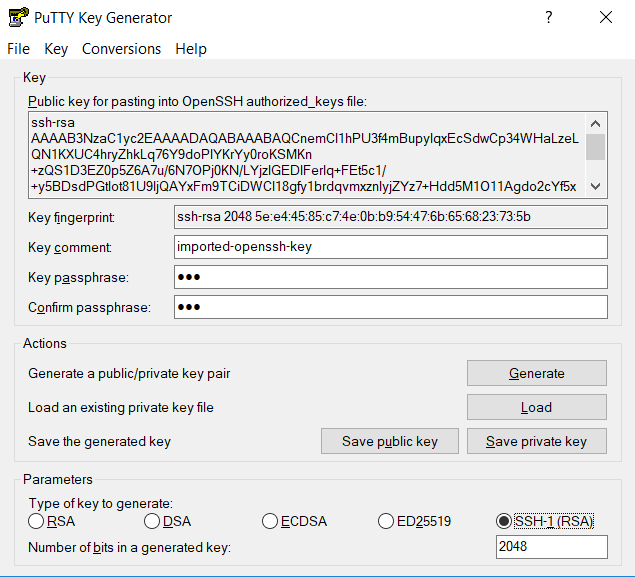 PuTTY Key Generator
File Key Conversions Help
Key
Public key for pasting into OpenSSH authorized_keys file:
ssh-rsa
AAAAB3NzaC1yc2EAAAADAQABAAABAQCnemCl1hPU3f4mBupylqxEcSdwCp34WHaLzeL
QN1KXUC4hryZhkLq76Y9doPIYKrYy0roKSMKn
+zQS1D3EZ0p5Z6A7u/6N7OPj0KN/LYjzlGEDlFerlq+FEt5c1/
+y5BDsdPGtlot81U9ljQAYxFm9TCiDWCl18gfy1brdqvmxznlyjZYz7+Hdd5M1O11Agdo2cYf5x
Key fingerprint: ssh-rsa 2048 5e:e4:45:85:c7:4e:0b:b9:54:47:6b:65:68:23:73:5b
Key comment: imported-openssh-key
Key passphrase: ●●●
Confirm passphrase: ●●●
Actions
Generate a public/private key pair Generate
Load an existing private key file Load
Save the generated key Save public key Save private key
Parameters
Type of key to generate:
RSA DSA ECDSA ED25519 SSH-1 (RSA)
Number of bits in a generated key: 2048